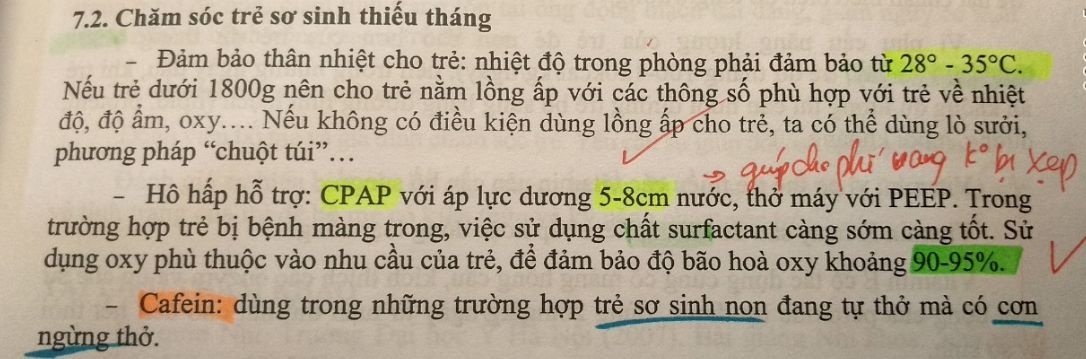 7.2. Chăm sóc trẻ sơ sinh thiếu tháng
– Đảm bảo thân nhiệt cho trẻ: nhiệt độ trong phòng phải đảm bảo từ 28° - 35°C.
Nếu trẻ dưới 1800g nên cho trẻ nằm lồng ấp với các thông số phù hợp với trẻ về nhiệt
độ, độ ẩm, oxy…. Nếu không có điều kiện dùng lồng ấp cho trẻ, ta có thể dùng lò sưởi,
phương pháp “chuột túi”…
→ giúp cho phế nang k° bị xẹp
– Hô hấp hỗ trợ: CPAP với áp lực dương 5-8cm nước, thở máy với PEEP. Trong
trường hợp trẻ bị bệnh màng trong, việc sử dụng chất surfactant càng sớm càng tốt. Sử
dụng oxy phù thuộc vào nhu cầu của trẻ, để đảm bảo độ bão hoà oxy khoảng 90-95%.
– Cafein: dùng trong những trường hợp trẻ sơ sinh non đang tự thở mà có cơn
ngừng thở.